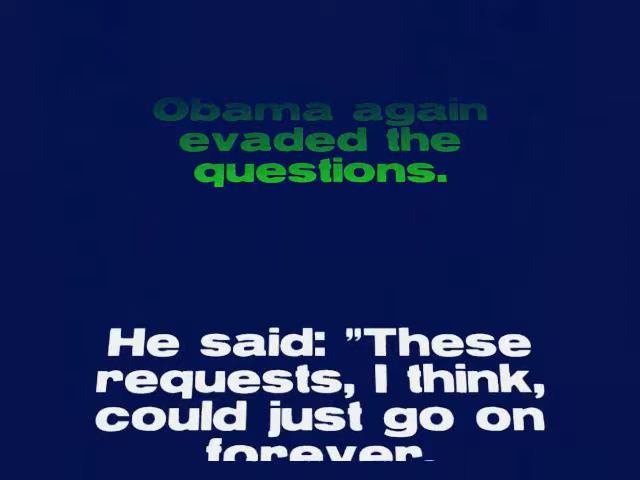 Obama again
evaded the
questions.
He said: "These
requests, I think,
could just go on
forever.